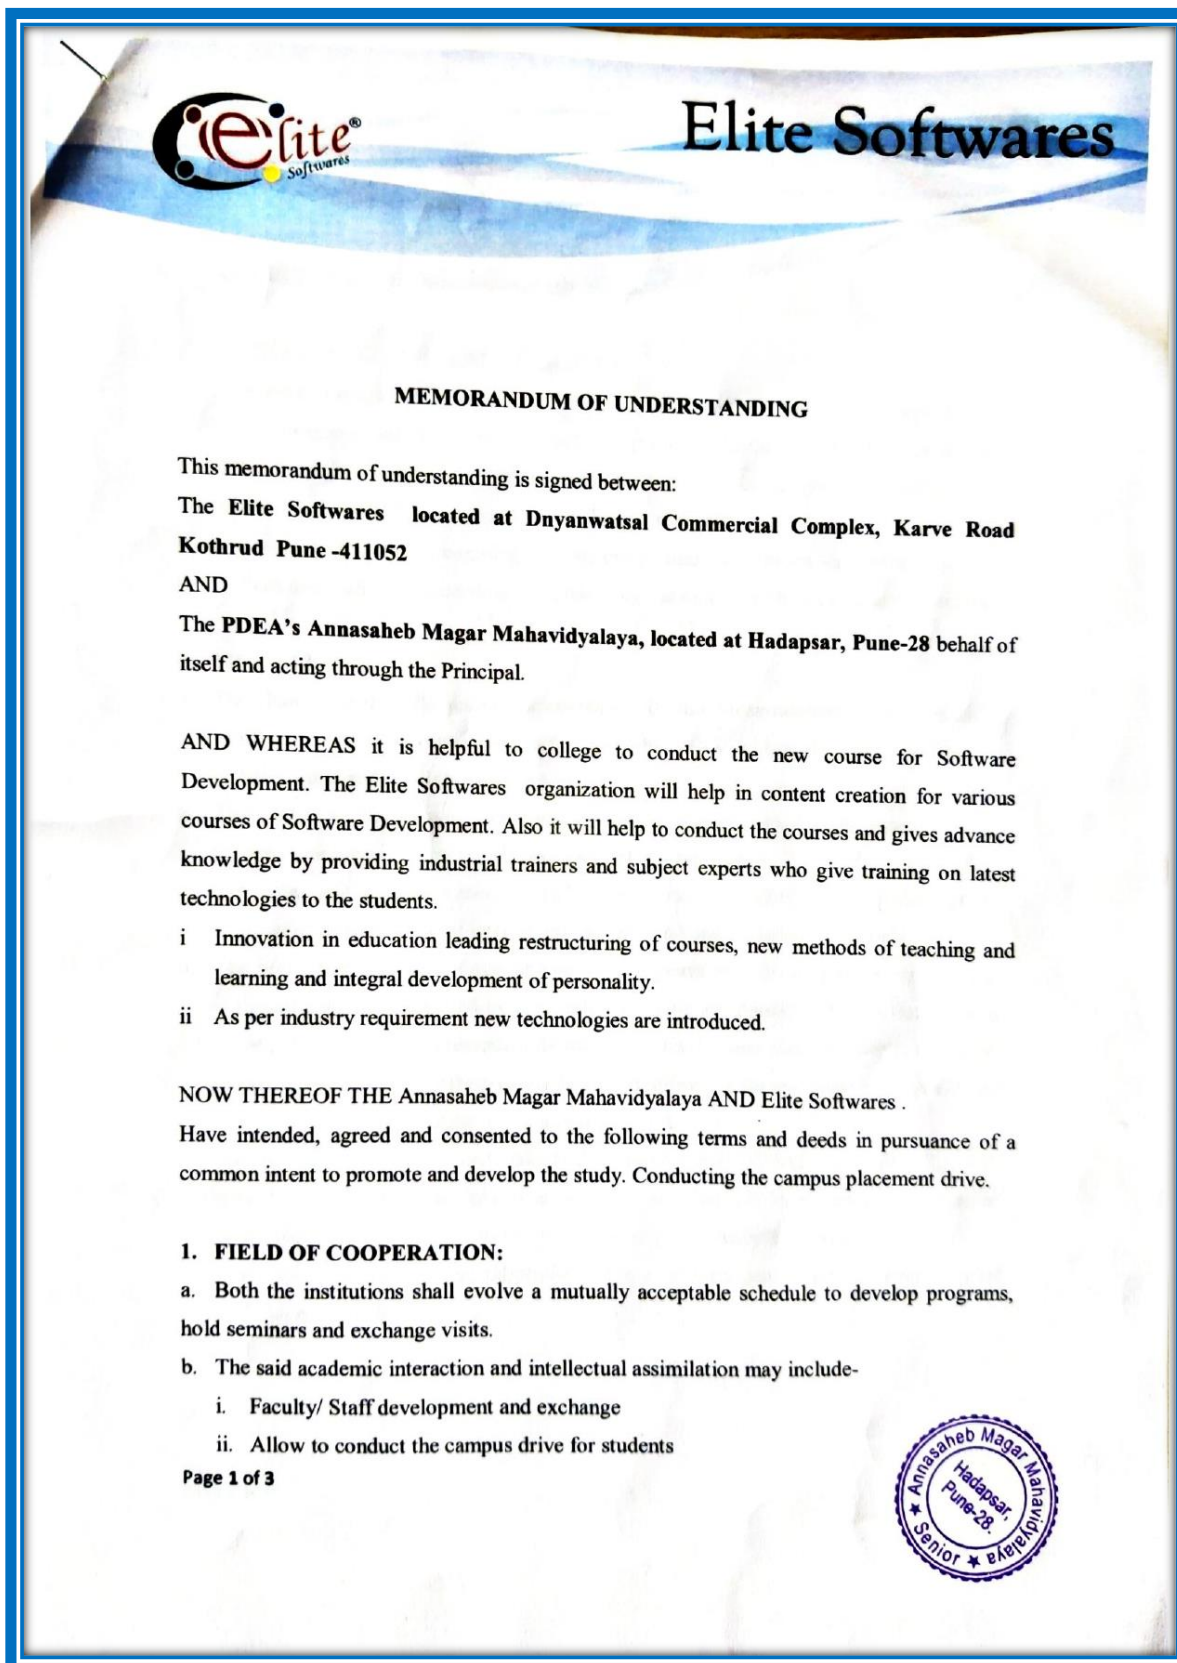 elite®
Softwares
Elite Softwares
MEMORANDUM OF UNDERSTANDING
This memorandum of understanding is signed between:
The Elite Softwares located at Dnyanwatsal Commercial Complex, Karve Road
Kothrud Pune -411052
AND
The PDEA's Annasaheb Magar Mahavidyalaya, located at Hadapsar, Pune-28 behalf of
itself and acting through the Principal.
AND WHEREAS it is helpful to college to conduct the new course for Software
Development. The Elite Softwares organization will help in content creation for various
courses of Software Development. Also it will help to conduct the courses and gives advance
knowledge by providing industrial trainers and subject experts who give training on latest
technologies to the students.
i Innovation in education leading restructuring of courses, new methods of teaching and
learning and integral development of personality.
ii As per industry requirement new technologies are introduced.
NOW THEREOF THE Annasaheb Magar Mahavidyalaya AND Elite Softwares .
Have intended, agreed and consented to the following terms and deeds in pursuance of a
common intent to promote and develop the study. Conducting the campus placement drive.
1. FIELD OF COOPERATION:
a. Both the institutions shall evolve a mutually acceptable schedule to develop programs,
hold seminars and exchange visits.
b. The said academic interaction and intellectual assimilation may include-
i. Faculty/ Staff development and exchange
ii. Allow to conduct the campus drive for students
Page 1 of 3
Annasaheb Magar Mahavidyalaya ★ Senior ★
Hadapsar,
Pune-28.